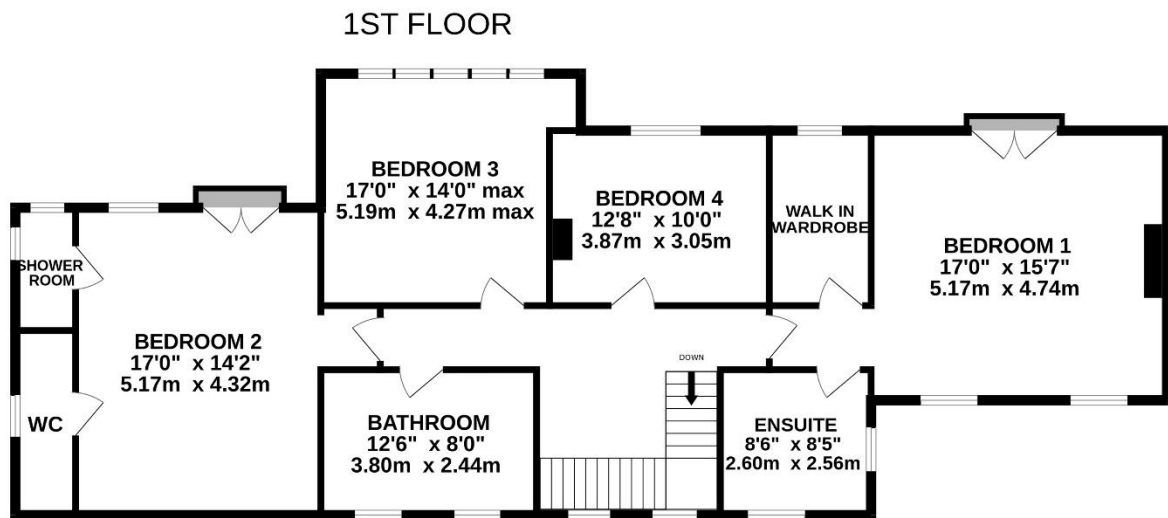 1ST FLOOR
BEDROOM 3
17'0" x 14'0" max
5.19m x 4.27m max
BEDROOM 4
12'8" x 10'0"
3.87m x 3.05m
WALK IN
WARDROBE
BEDROOM 1
17'0" x 15'7"
5.17m x 4.74m
SHOWER
ROOM
BEDROOM 2
17'0" x 14'2"
5.17m x 4.32m
DOWN
WC
BATHROOM
12'6" x 8'0"
3.80m x 2.44m
ENSUITE
8'6" x 8'5"
2.60m x 2.56m